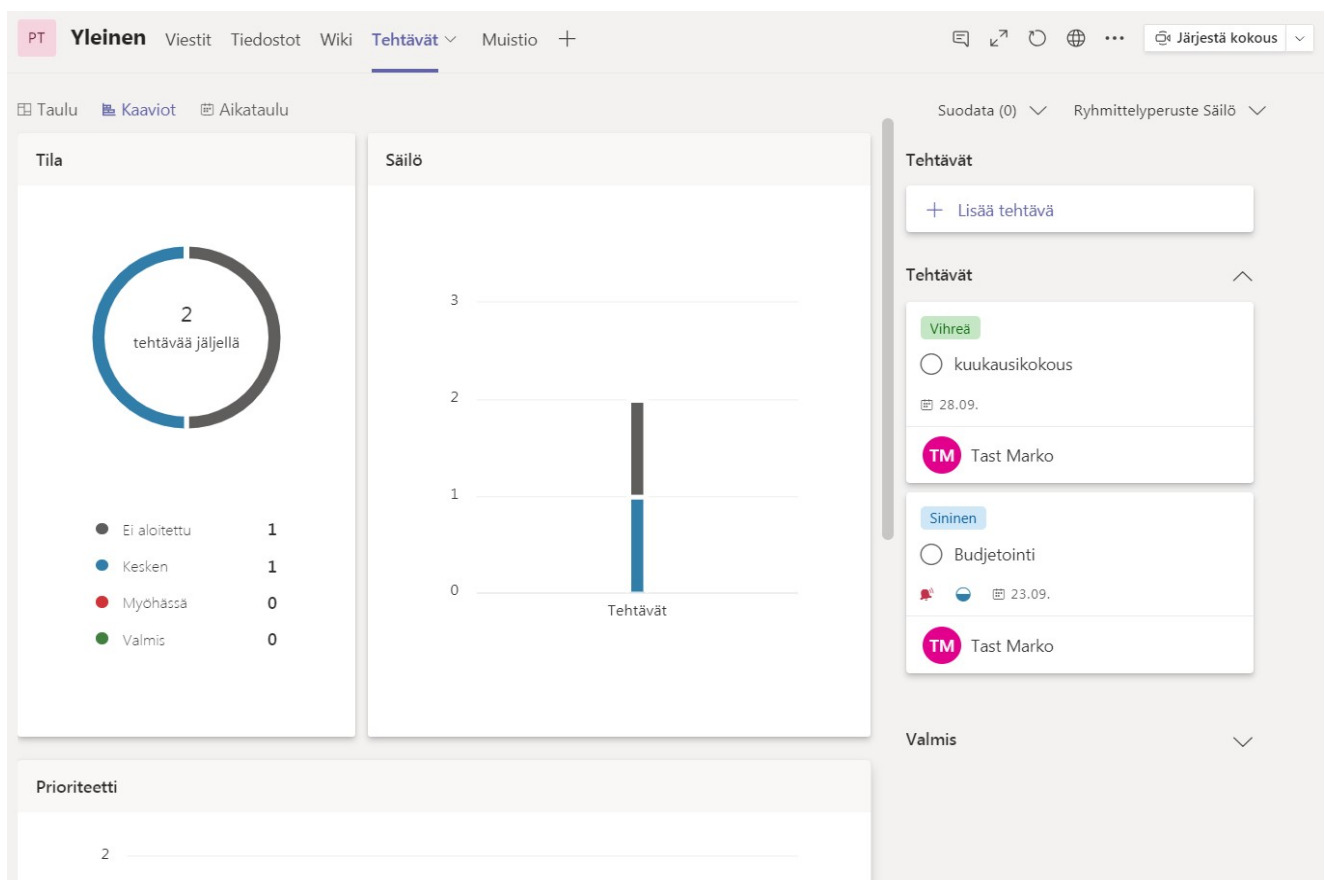 PT Yleinen Viestit Tiedostot Wiki Tehtävät Muistio
Järjestä kokous
Taulu Kaaviot Aikataulu
Suodata (0) Ryhmittelyperuste Säilö
Tila
2
tehtävää jäljellä
Ei aloitettu 1
Kesken 1
Myöhässä 0
Valmis 0
Säilö
3
2
1
0
Tehtävät
Prioriteetti
2
Tehtävät
+ Lisää tehtävä
Tehtävät
Vihreä
kuukausikokous
28.09.
TM Tast Marko
Sininen
Budjetointi
23.09.
TM Tast Marko
Valmis